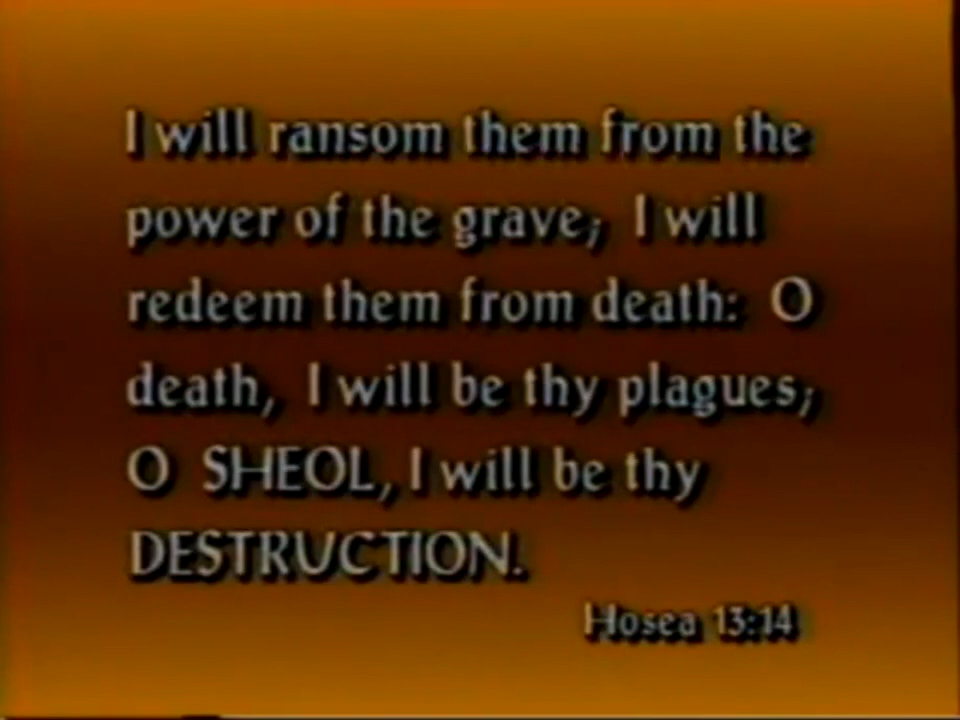 I will ransom them from the
power of the grave; I will
redeem them from death: O
death, I will be thy plagues;
O SHEOL, I will be thy
DESTRUCTION.
Hosea 13:14